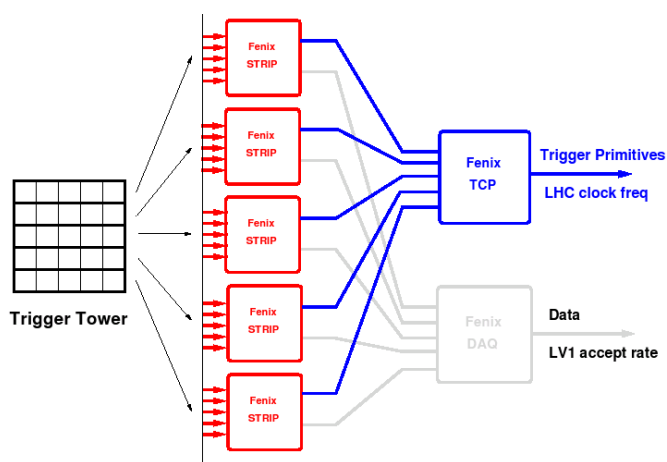 Fenix
STRIP
Fenix
STRIP
Fenix
STRIP
Fenix
STRIP
Fenix
STRIP
Trigger Tower
Fenix
TCP
Trigger Primitives
LHC clock freq
Fenix
DAQ
Data
LV1 accept rate